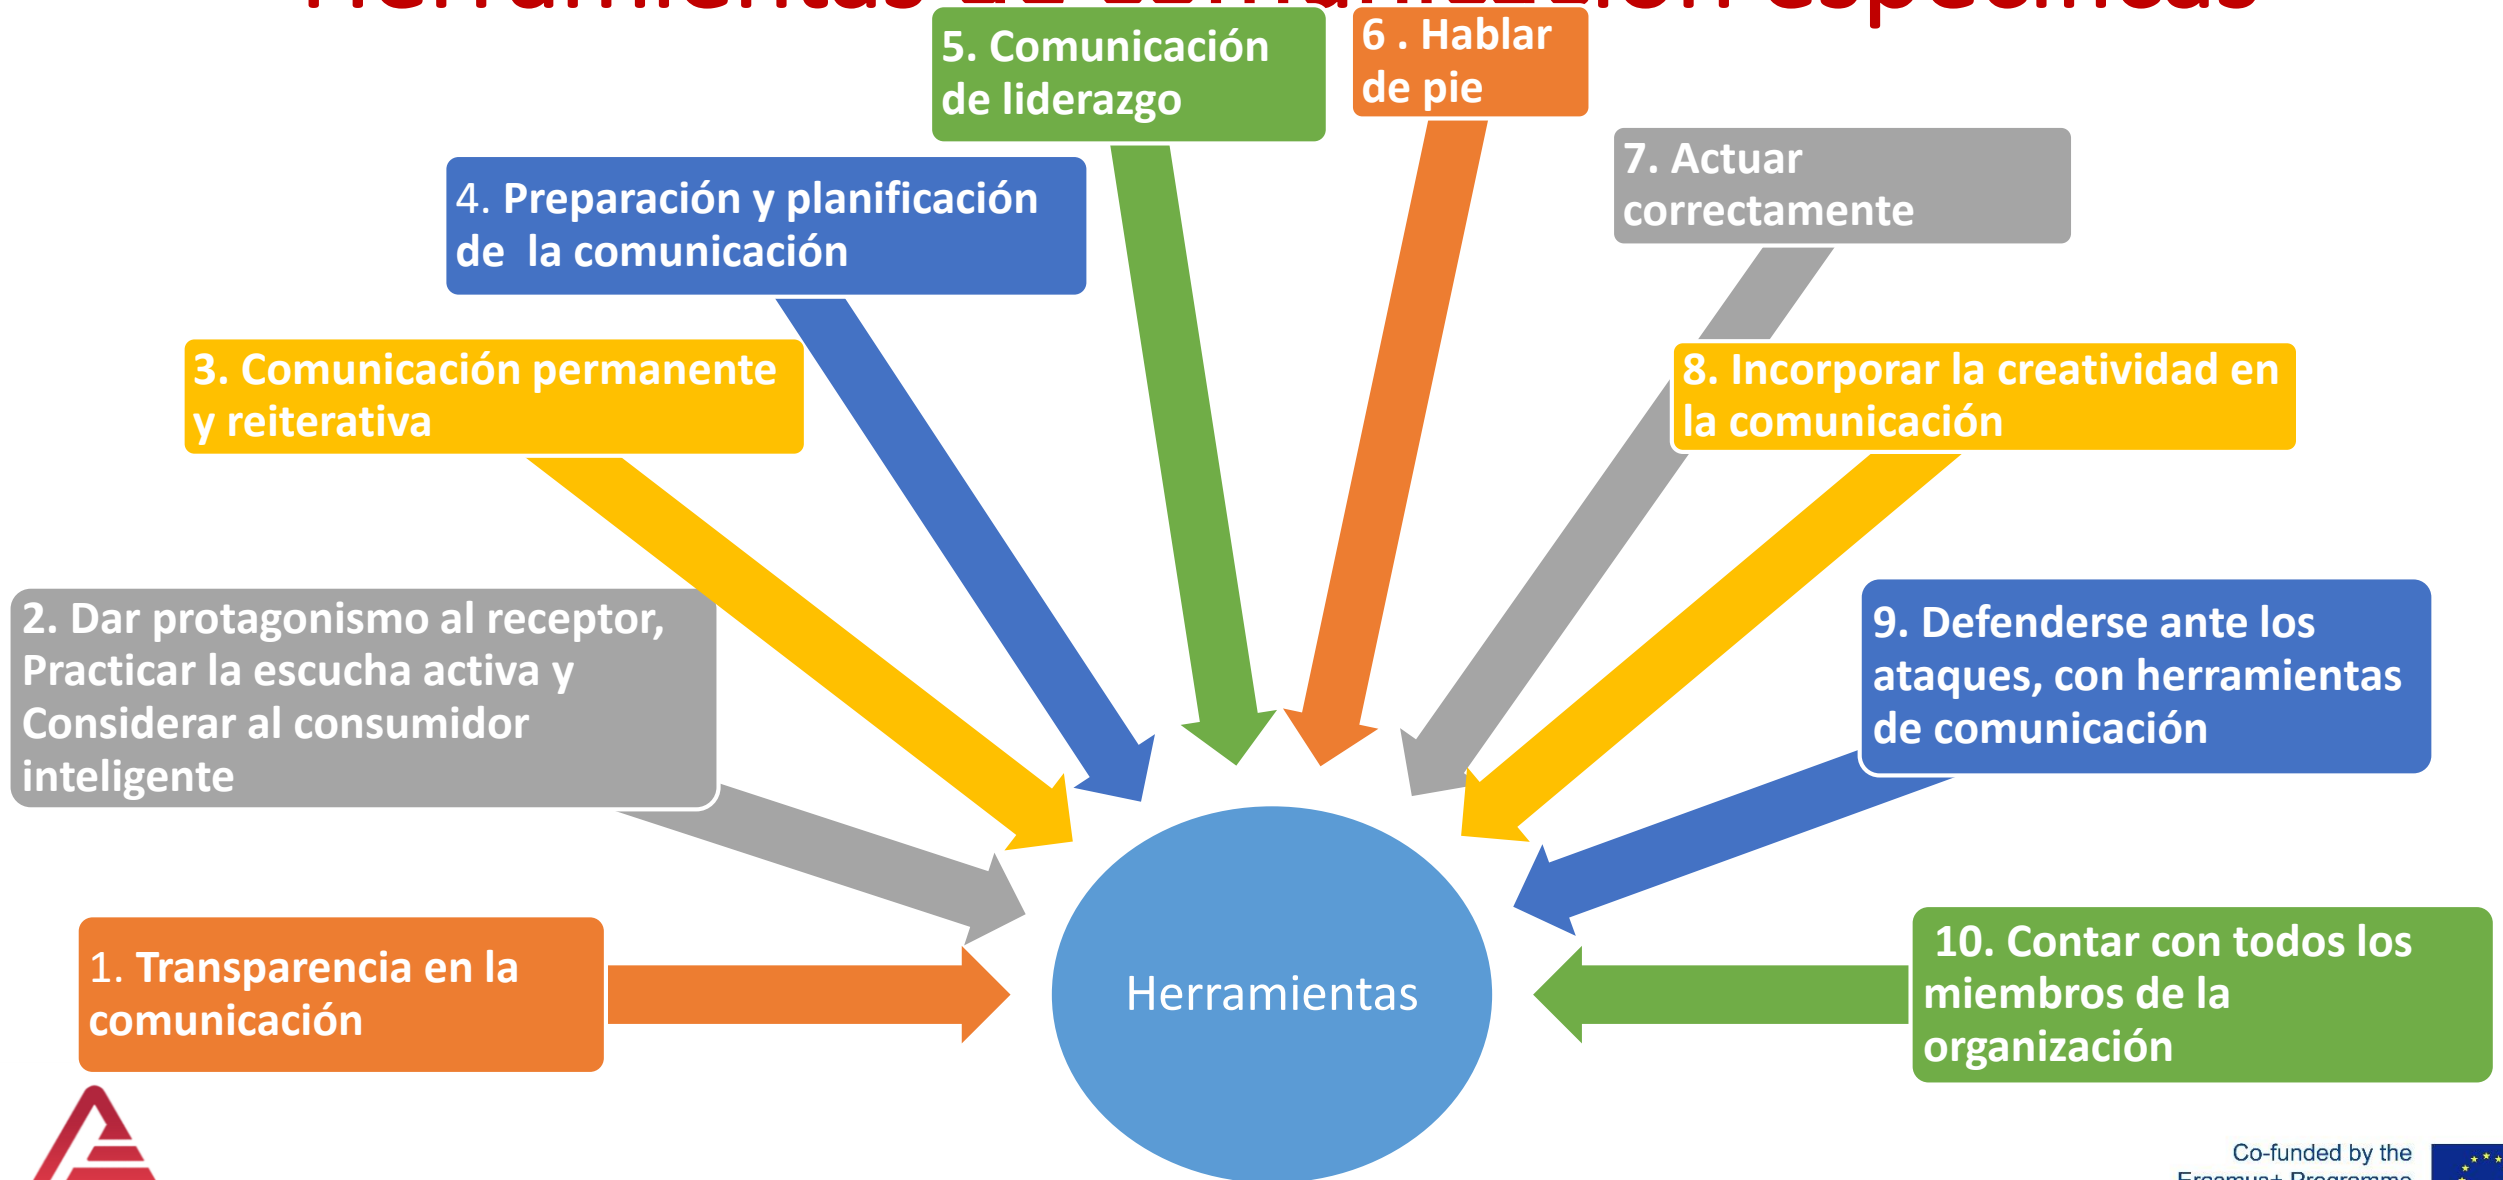 5. Comunicación
de liderazgo
6 . Hablar
de pie
7. Actuar
correctamente
4. Preparación y planificación
de  la comunicación
3. Comunicación permanente
y reiterativa
8. Incorporar la creatividad en
la comunicación
2. Dar protagonismo al receptor,
Practicar la escucha activa y
Considerar al consumidor
inteligente
9. Defenderse ante los
ataques, con herramientas
de comunicación
1. Transparencia en la
comunicación
Herramientas
10. Contar con todos los
miembros de la
organización
Co-funded by the
Erasmus+ Programme